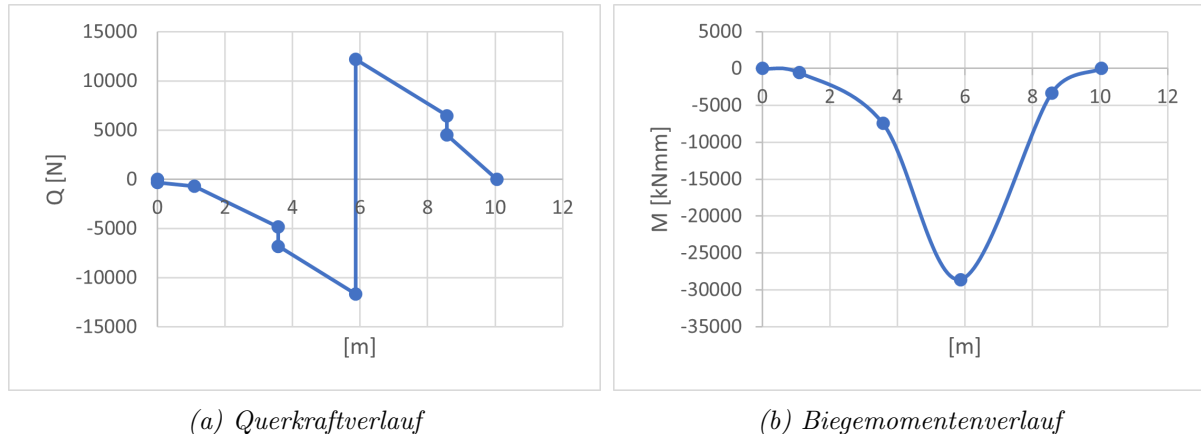 15000
10000
5000
0
-5000
-10000
-15000
0 2 4 6 8 10 12
Q [N]
[m]
(a) Querkraftverlauf
5000
0
-5000
-10000
-15000
-20000
-25000
-30000
-35000
0 2 4 6 8 10 12
M [kNmm]
[m]
(b) Biegemomentenverlauf